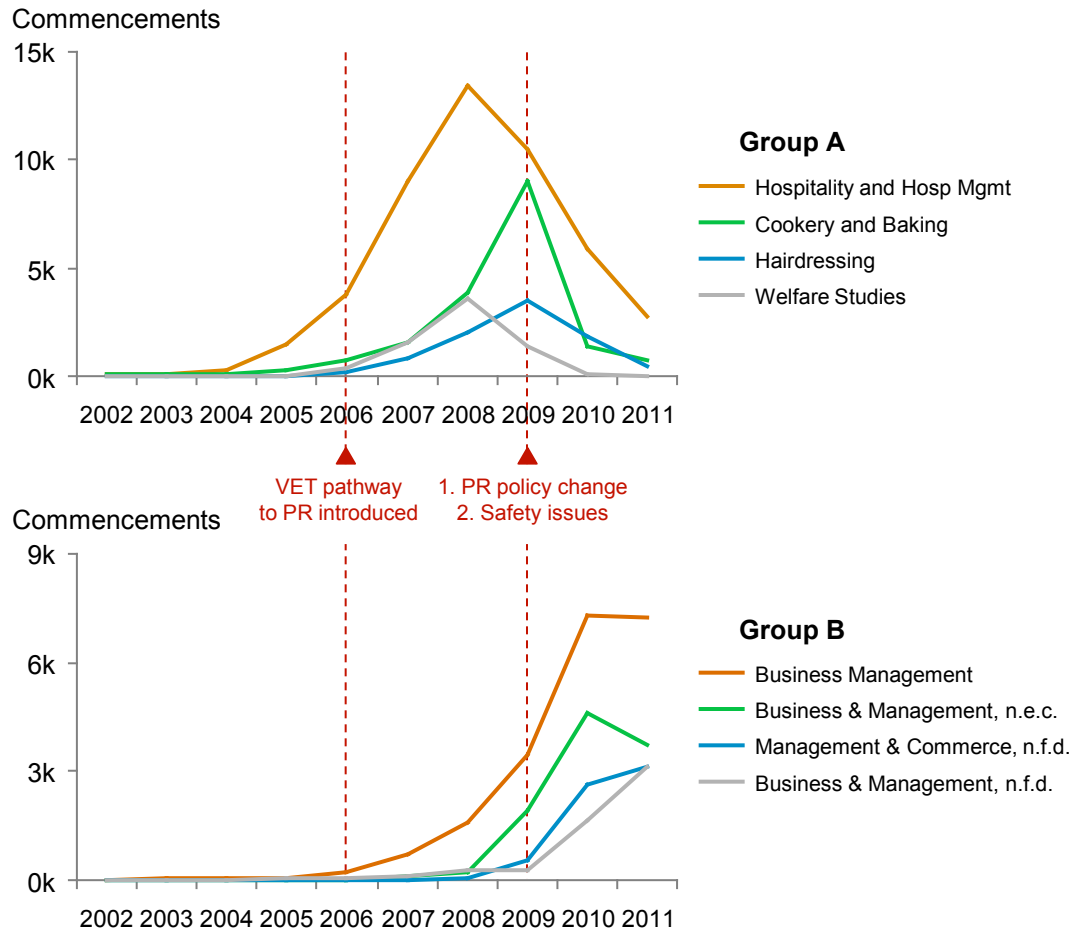 Commencements
15k
10k
5k
0k
2002 2003 2004 2005 2006 2007 2008 2009 2010 2011
Group A
Hospitality and Hosp Mgmt
Cookery and Baking
Hairdressing
Welfare Studies
VET pathway
to PR introduced
1. PR policy change
2. Safety issues
Commencements
9k
6k
3k
0k
2002 2003 2004 2005 2006 2007 2008 2009 2010 2011
Group B
Business Management
Business & Management, n.e.c.
Management & Commerce, n.f.d.
Business & Management, n.f.d.